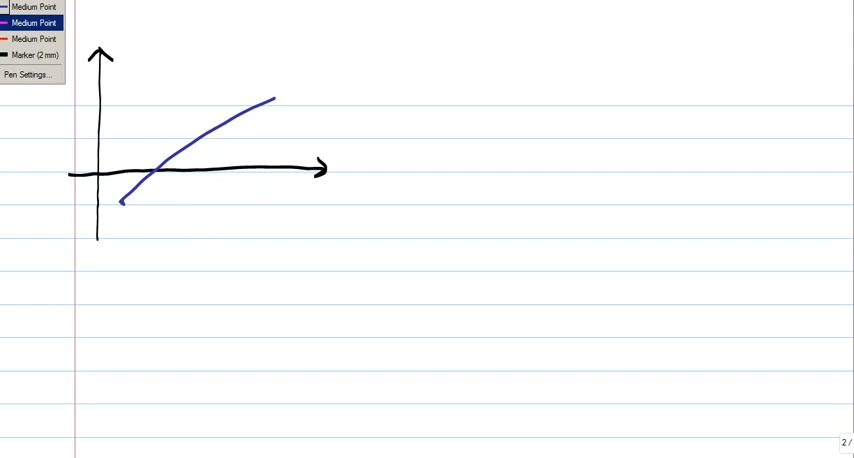 Medium Point
Medium Point
Medium Point
Marker (2 mm)
Pen Settings...
2 /